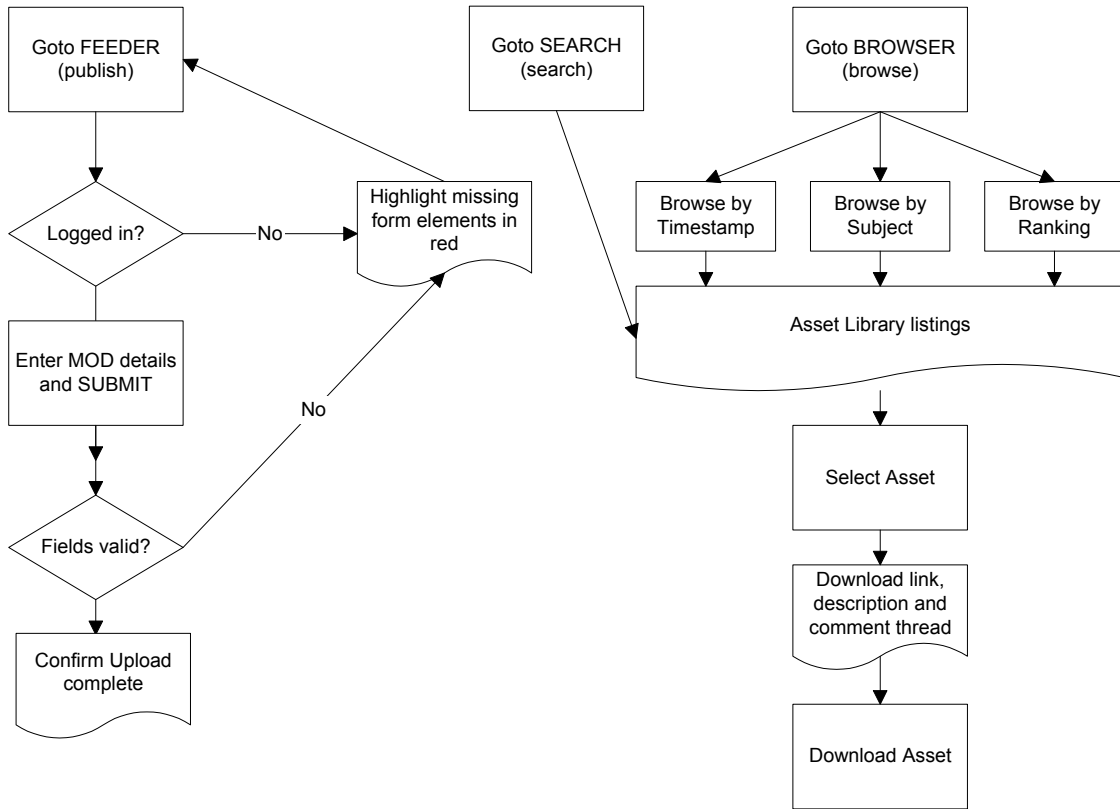 Goto FEEDER
(publish)
Goto SEARCH
(search)
Goto BROWSER
(browse)
Logged in?
No
Highlight missing
form elements in
red
Browse by
Timestamp
Browse by
Subject
Browse by
Ranking
Asset Library listings
Enter MOD details
and SUBMIT
No
Select Asset
Fields valid?
Download link,
description and
comment thread
Confirm Upload
complete
Download Asset